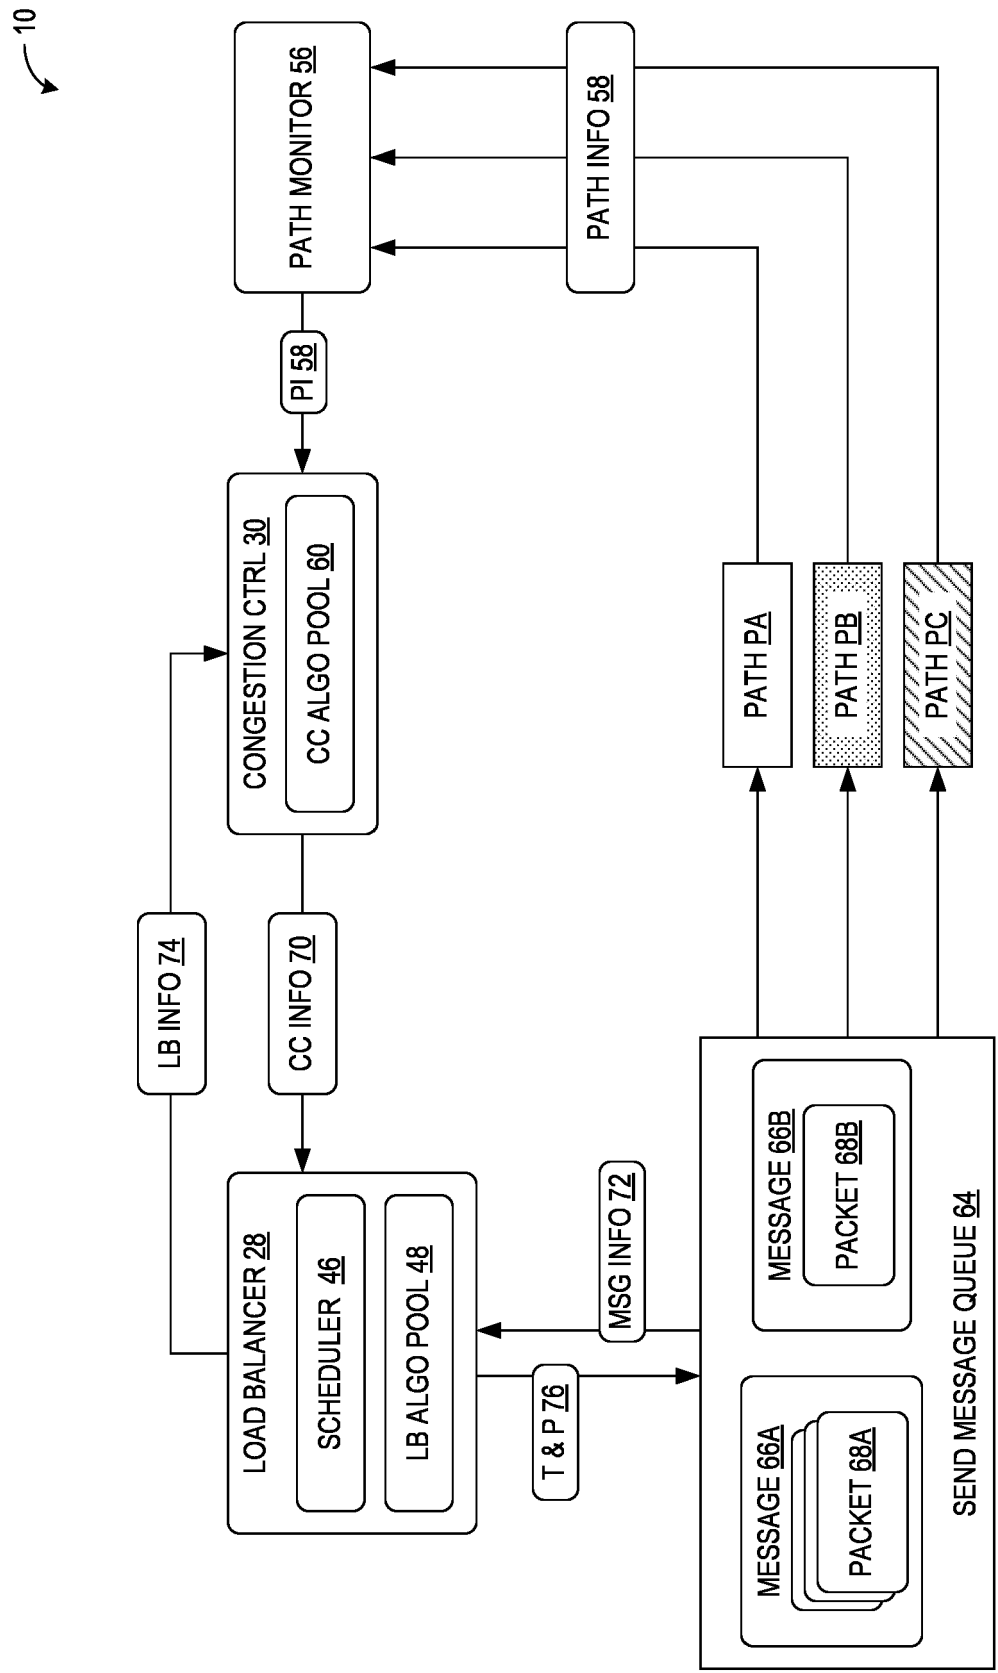 10
LB INFO 74
LOAD BALANCER 28
SCHEDULER 46
LB ALGO POOL 48
CC INFO 70
CONGESTION CTRL 30
CC ALGO POOL 60
PI 58
PATH MONITOR 56
T & P 76
MSG INFO 72
PATH INFO 58
MESSAGE 66A
PACKET 68A
MESSAGE 66B
PACKET 68B
SEND MESSAGE QUEUE 64
PATH PA
PATH PB
PATH PC